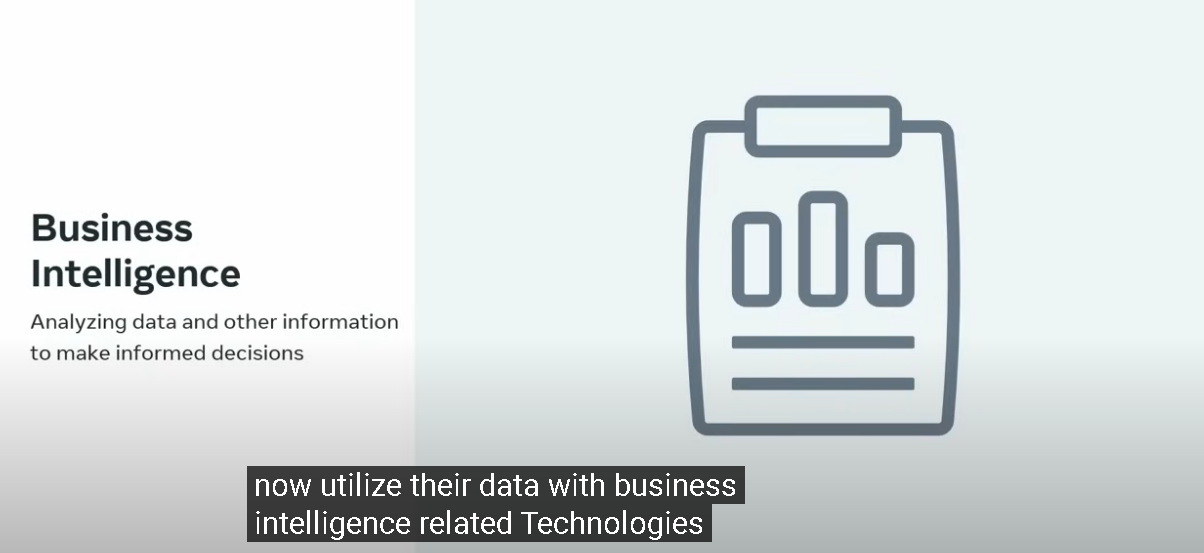 Business
Intelligence
Analyzing data and other information
to make informed decisions
now utilize their data with business
intelligence related Technologies